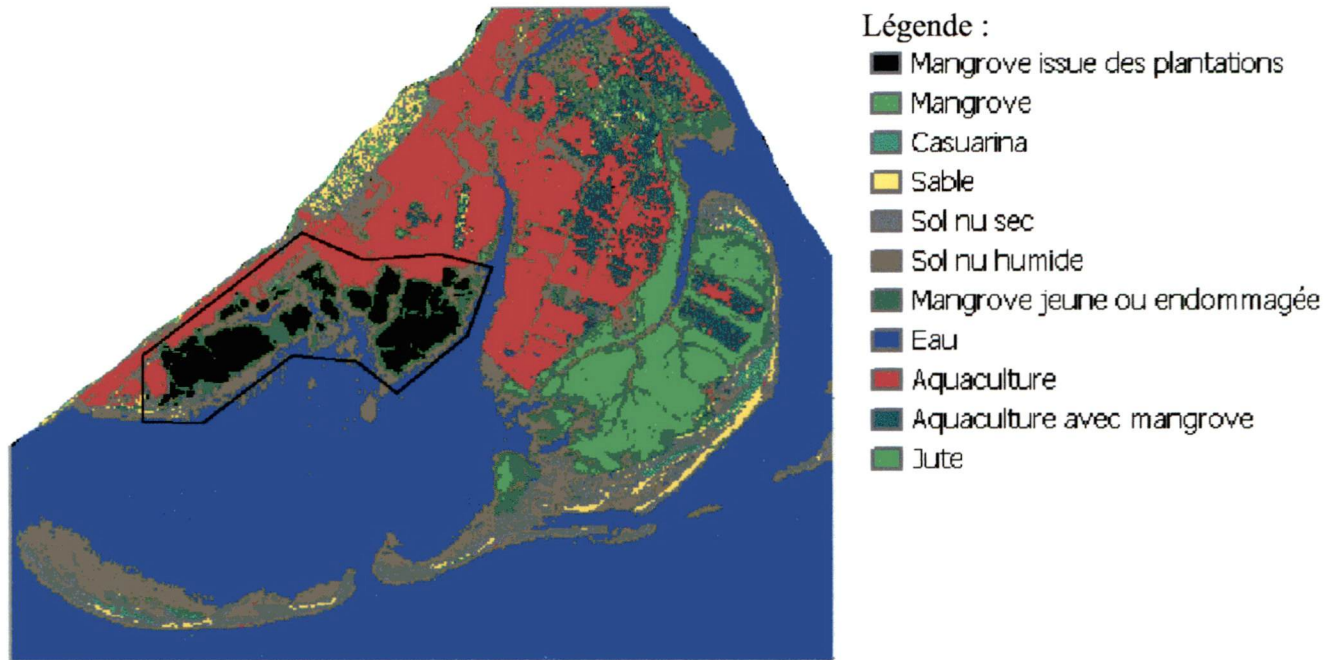 Légende :
Mangrove issue des plantations
Mangrove
Casuarina
Sable
Sol nu sec
Sol nu humide
Mangrove jeune ou endommagée
Eau
Aquaculture
Aquaculture avec mangrove
Jute